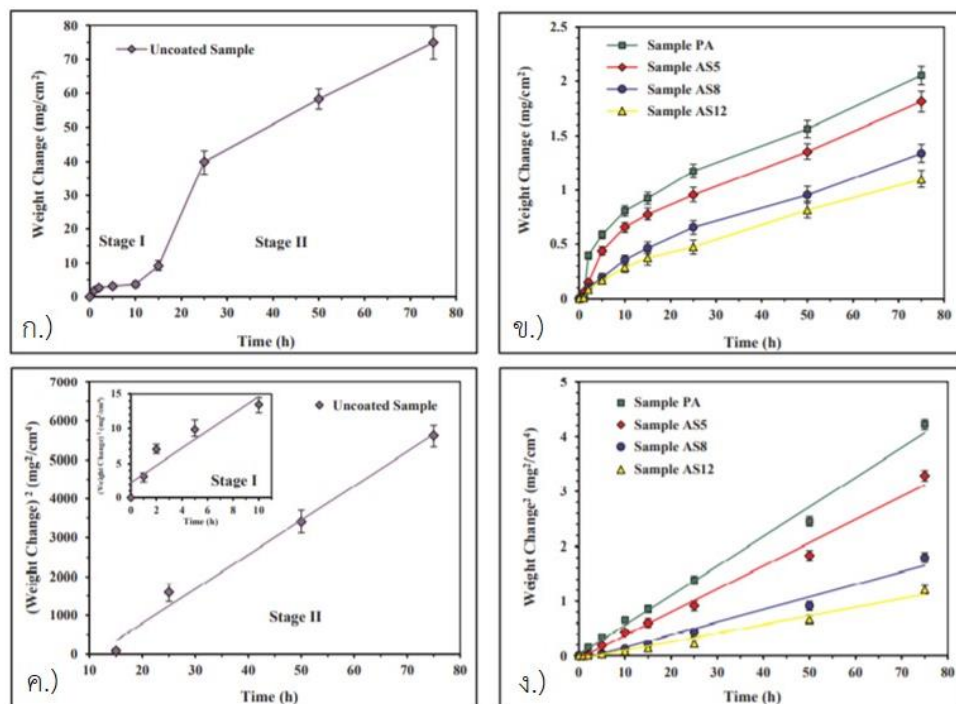 80
70
60
50
40
30
20
10
0
Weight Change (mg/cm²)
Uncoated Sample
Stage I
Stage II
0 10 20 30 40 50 60 70 80
Time (h)
ก.)
2.5
2
1.5
1
0.5
0
Weight Change (mg/cm²)
Sample PA
Sample AS5
Sample AS8
Sample AS12
0 10 20 30 40 50 60 70 80
Time (h)
ข.)
7000
6000
5000
4000
3000
2000
1000
0
(Weight Change) ² (mg²/cm⁴)
15
10
5
0
(Weight Change) ² (mg²/cm⁴)
Stage I
0 2 4 6 8 10
Time (h)
Uncoated Sample
Stage II
10 20 30 40 50 60 70 80
Time (h)
ค.)
5
4
3
2
1
0
Weight Change² (mg²/cm⁴)
Sample PA
Sample AS5
Sample AS8
Sample AS12
0 10 20 30 40 50 60 70 80
Time (h)
ง.)